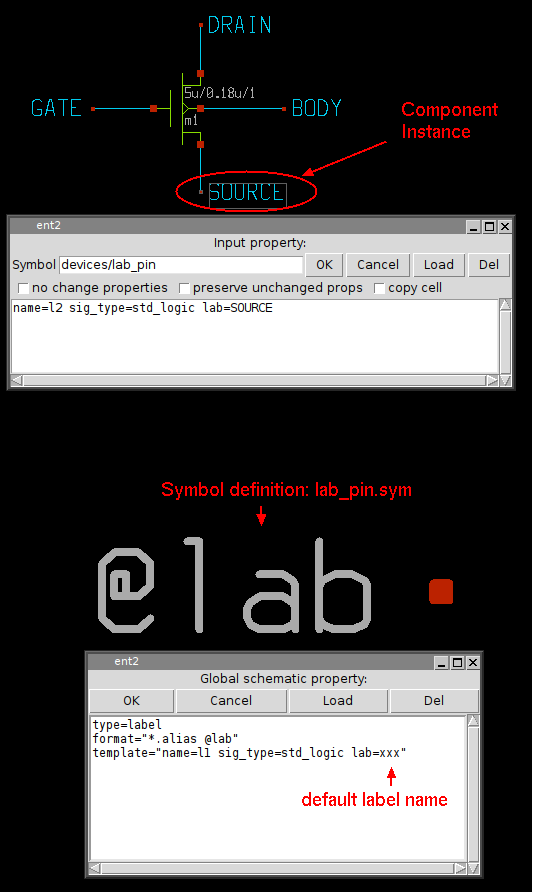 DRAIN
5u/0.18u/1
GATE
BODY
m1
Component
Instance
SOURCE
ent2
Input property:
Symbol devices/lab_pin OK Cancel Load Del
no change properties preserve unchanged props copy cell
name=l2 sig_type=std_logic lab=SOURCE
Symbol definition: lab_pin.sym
@lab
ent2
Global schematic property:
OK Cancel Load Del
type=label
format="*.alias @lab"
template="name=l1 sig_type=std_logic lab=xxx"
default label name